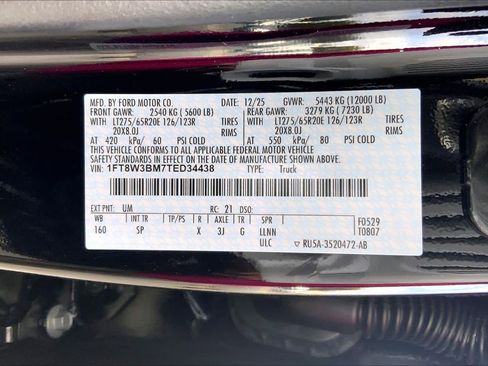 MFD. BY FORD MOTOR CO. 12/25 GVWR: 5443 KG (12000 LB)
FRONT GAWR: 2540 KG (5600 LB) REAR GAWR: 3279 KG (7230 LB)
WITH LT275/65R20E 126/123R TIRES WITH LT275/65R20E 126/123R TIRES
20X8.0J RIMS 20X8.0J RIMS
AT 420 kPa/ 60 PSI COLD AT 550 kPa/ 80 PSI COLD
THIS VEHICLE CONFORMS TO ALL APPLICABLE FEDERAL MOTOR VEHICLE
SAFETY STANDARDS IN EFFECT ON THE DATE OF MANUFACTURE SHOWN ABOVE.
VIN: 1FT8W3BM7TED34438 TYPE: Truck
EXT PNT: UM RC: 21 DSO:
WB INT TR TP/PS R AXLE TR SPR F0529
160 SP X 3J G LLNN T0807
ULC RU5A-3520472-AB